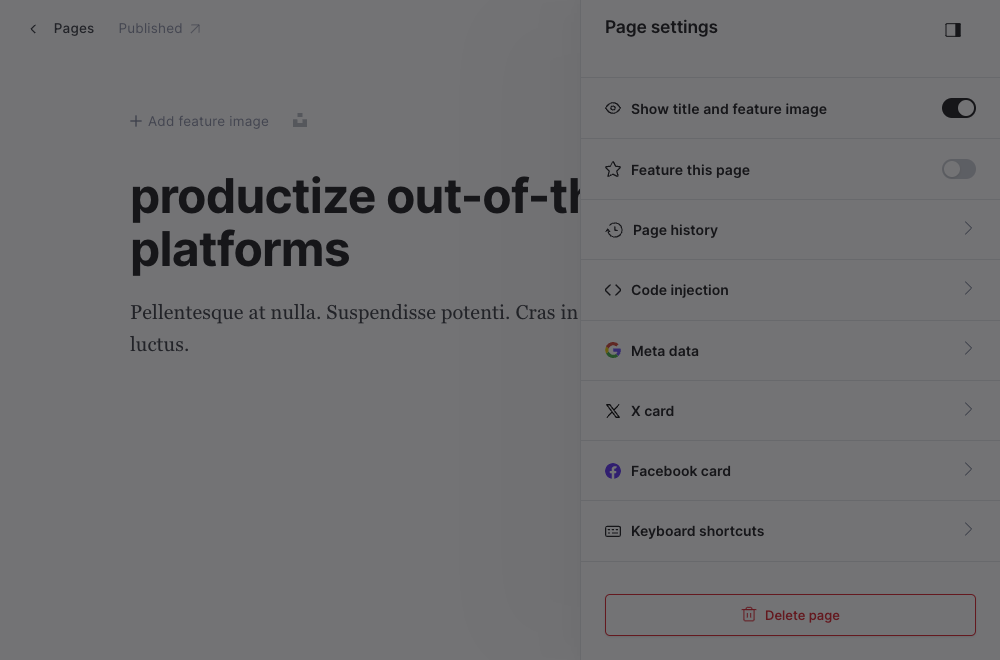 Pages
Published
Page settings
Add feature image
productize out-of-th
platforms
Pellentesque at nulla. Suspendisse potenti. Cras in
luctus.
Show title and feature image
Feature this page
Page history
Code injection
Meta data
X card
Facebook card
Keyboard shortcuts
Delete page